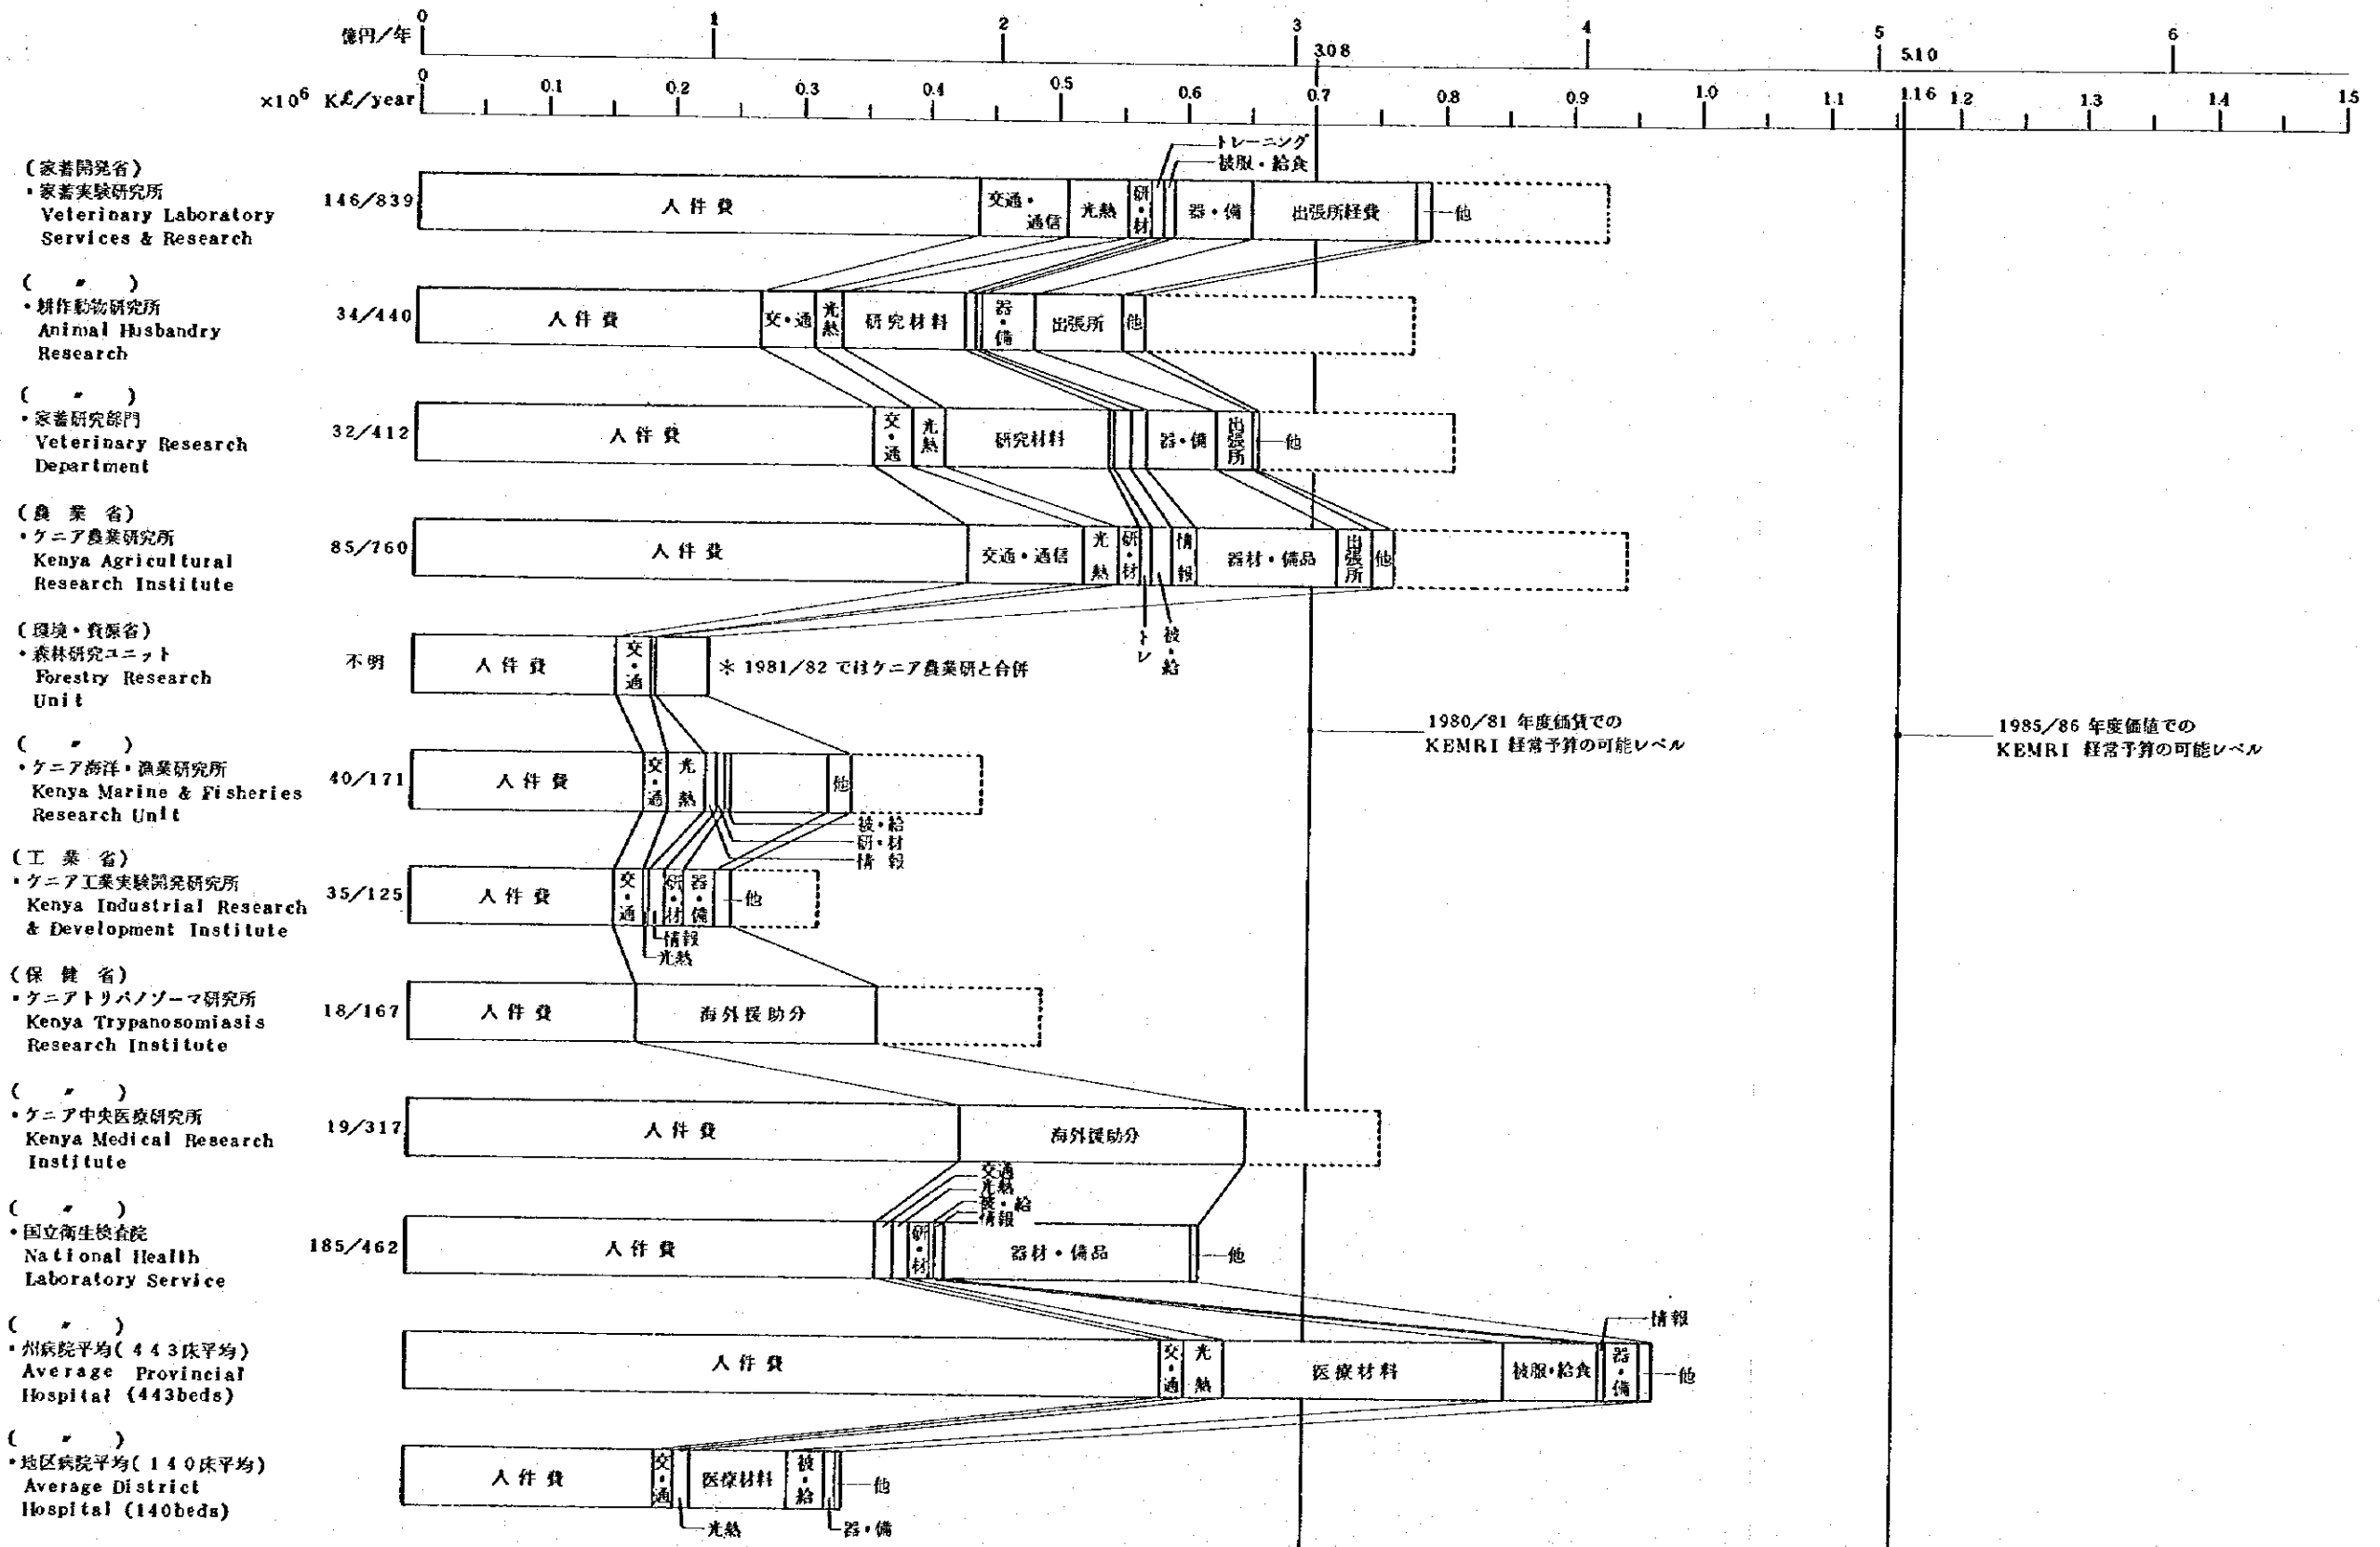 億円/年 0 1 2 3 3.08 4 5 5.10 6
×10⁶ K£/year 0 0.1 0.2 0.3 0.4 0.5 0.6 0.7 0.8 0.9 1.0 1.1 1.16 1.2 1.3 1.4 1.5
トレーニング
被服・給食
(家蓄開発省)
・家蓄実験研究所
Veterinary Laboratory
Services & Research
146/839
人件費 交通・通信 光熱 研・材 器・備 出張所経費 他
( 〃 )
・耕作動物研究所
Animal Husbandry
Research
34/440
人件費 交・通 光熱 研究材料 器・備 出張所 他
( 〃 )
・家蓄研究部門
Veterinary Research
Department
32/412
人件費 交・通 光熱 研究材料 器・備 出張所 他
(農業省)
・ケニア農業研究所
Kenya Agricultural
Research Institute
85/760
人件費 交通・通信 光熱 研・材 情報 器材・備品 出張所 他
トレ 被・給
(環境・資源省)
・森林研究ユニット
Forestry Research
Unit
不明
人件費 交・通
* 1981/82 ではケニア農業研と合併
1980/81 年度価賃での
KEMRI 経常予算の可能レベル
1985/86 年度価値での
KEMRI 経常予算の可能レベル
( 〃 )
・ケニア海洋・漁業研究所
Kenya Marine & Fisheries
Research Unit
40/171
人件費 交・通 光熱 他
被・給
研・材
情報
(工業省)
・ケニア工業実験開発研究所
Kenya Industrial Research
& Development Institute
35/125
人件費 交・通 研・材 器・備 他
情報
光熱
(保健省)
・ケニアトリパノゾーマ研究所
Kenya Trypanosomiasis
Research Institute
18/167
人件費 海外援助分
( 〃 )
・ケニア中央医療研究所
Kenya Medical Research
Institute
19/317
人件費 海外援助分
交通
光熱
被・給
情報
( 〃 )
・国立衛生検査院
National Health
Laboratory Service
185/462
人件費 研・材 器材・備品 他
( 〃 )
・州病院平均(443床平均)
Average Provincial
Hospital (443beds)
人件費 交・通 光熱 医療材料 被服・給食 器・備 他
情報
( 〃 )
・地区病院平均(140床平均)
Average District
Hospital (140beds)
人件費 交・通 医療材料 被・給 他
光熱 器・備